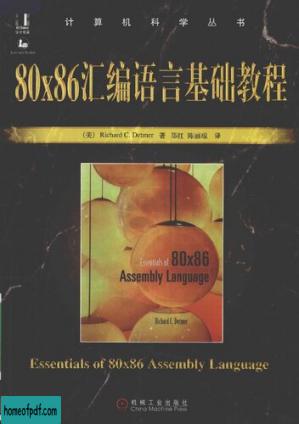 计算机科学丛书
80x86汇编语言基础教程
(美) Richard C. Detmer 著 郑红 陈丽琼 译
Essentials of 80x86
Assembly Language
Richard C. Detmer
Essentials of 80x86 Assembly Language
机械工业出版社
China Machine Press
homeofpdf.com